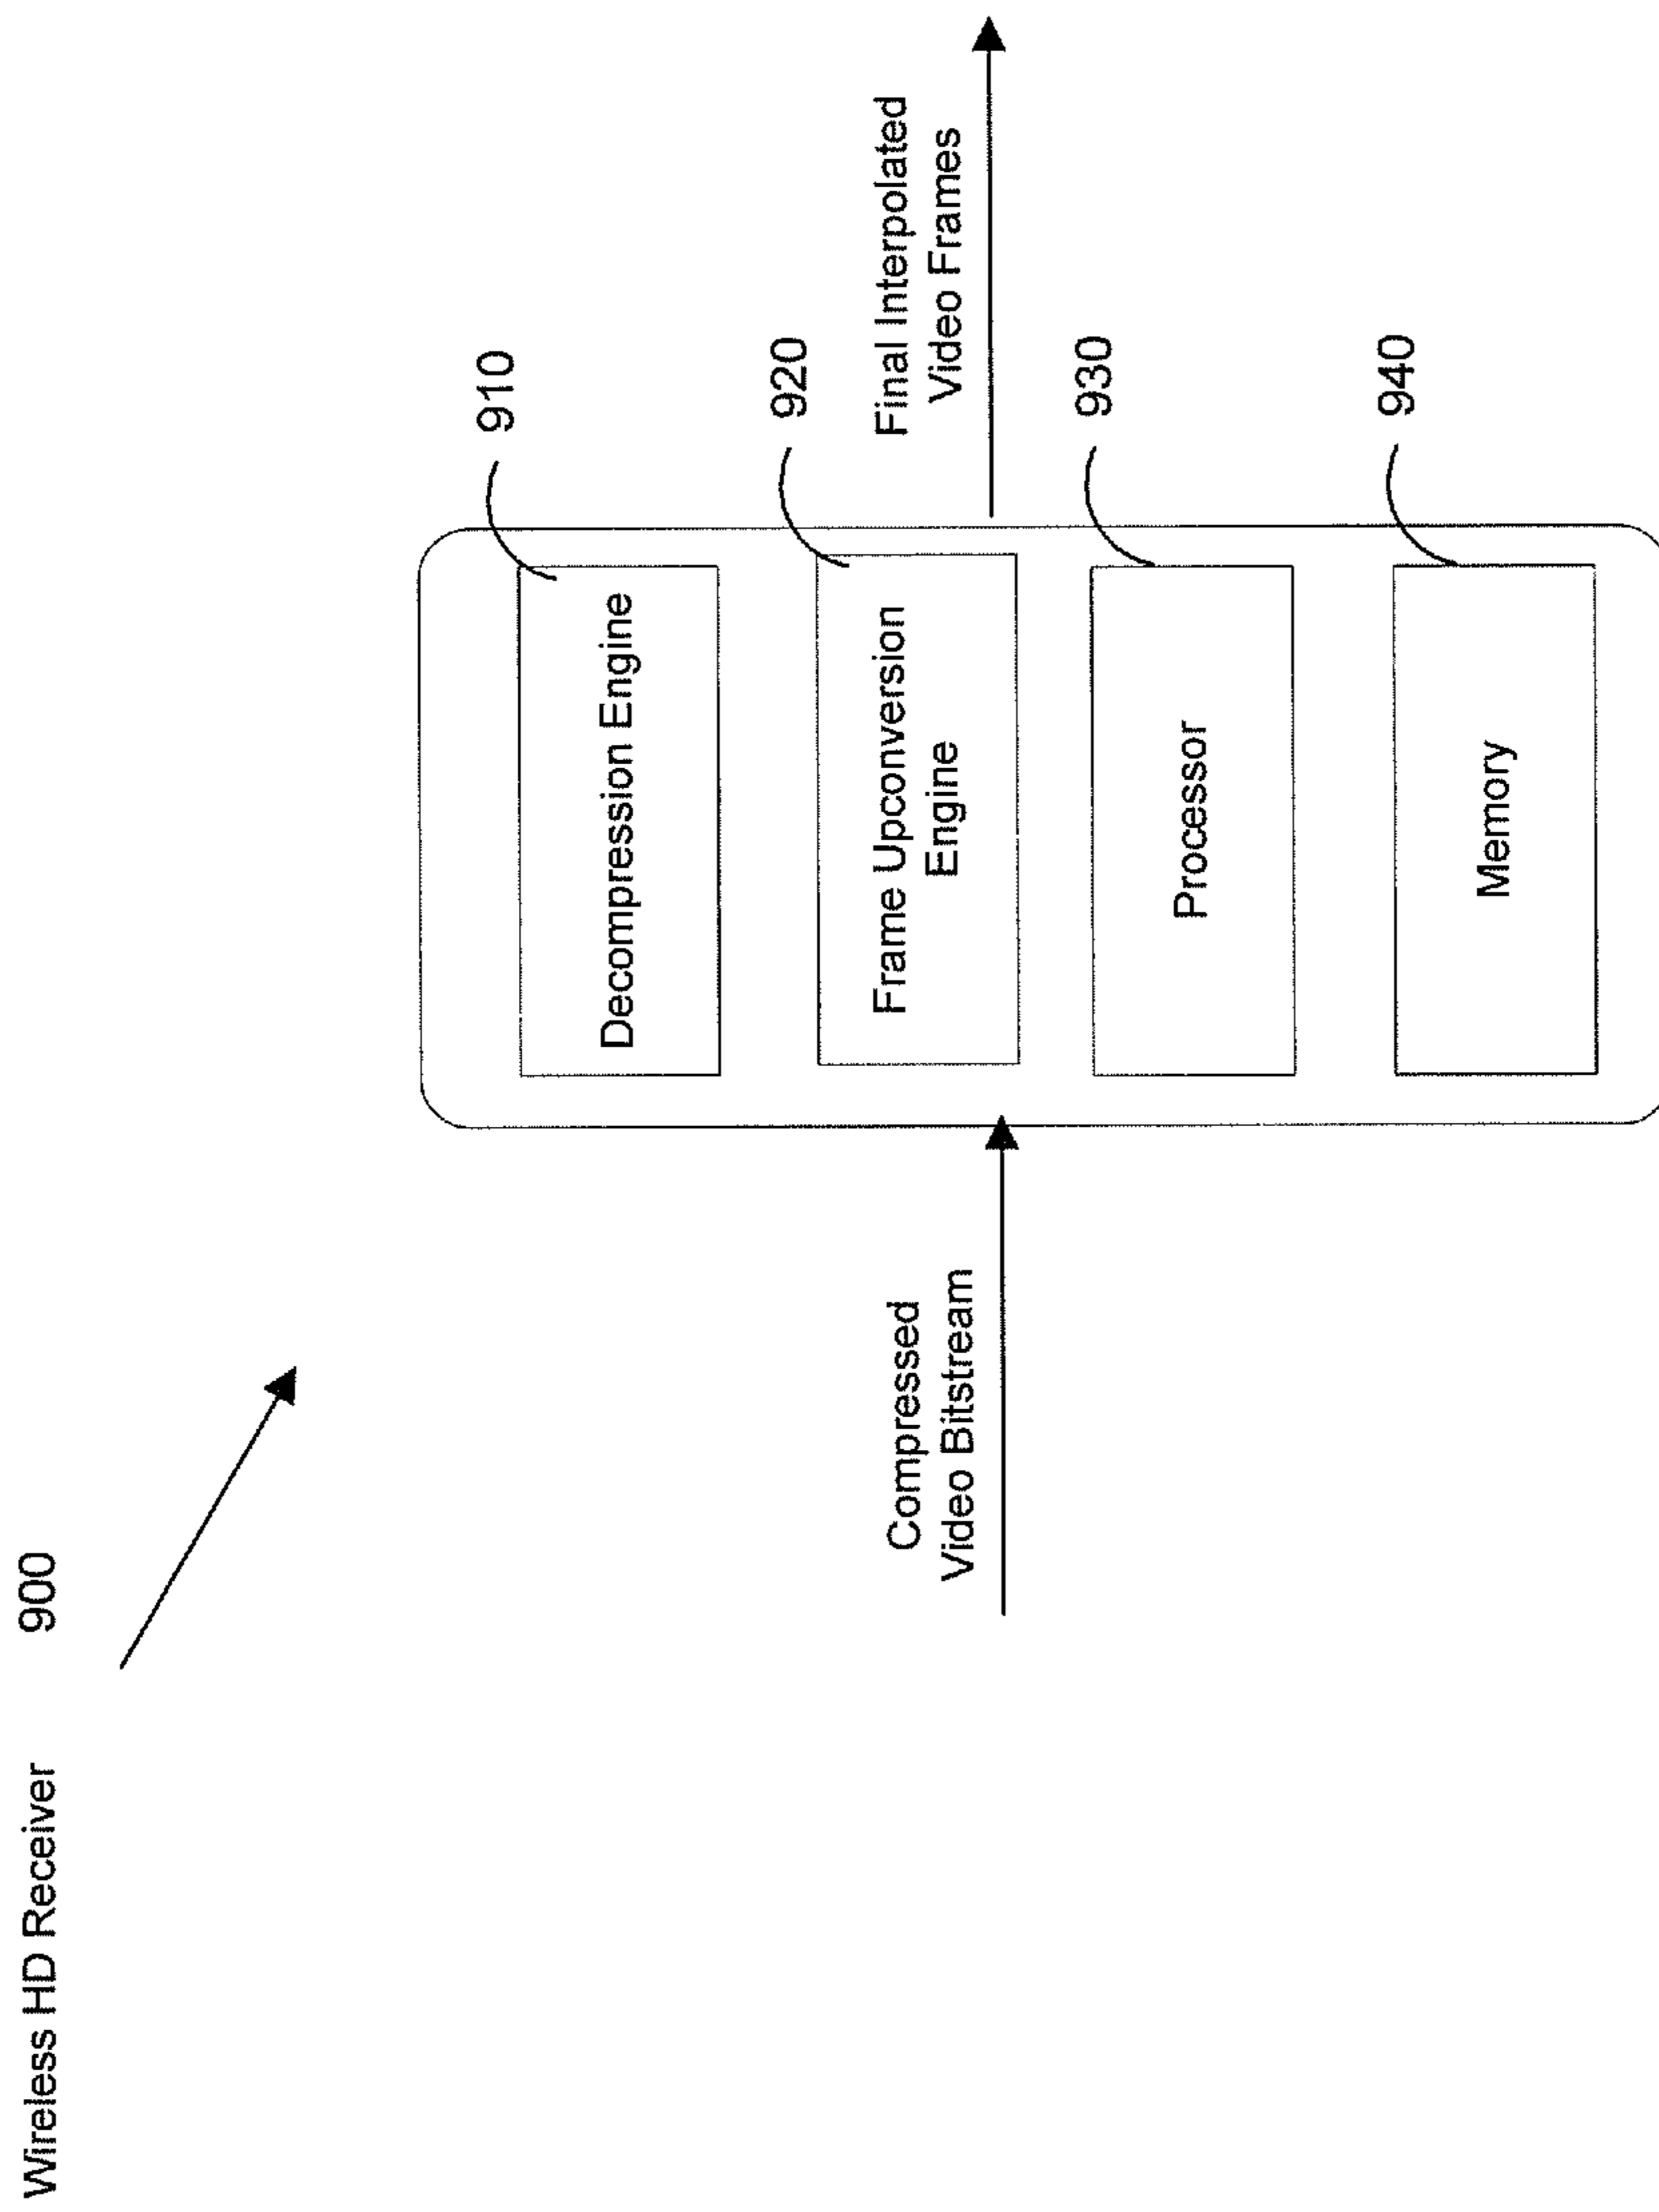 Wireless HD Receiver 900
Compressed
Video Bitstream
Decompression Engine
910
Frame Upconversion
Engine
920
Processor
930
Memory
940
Final Interpolated
Video Frames